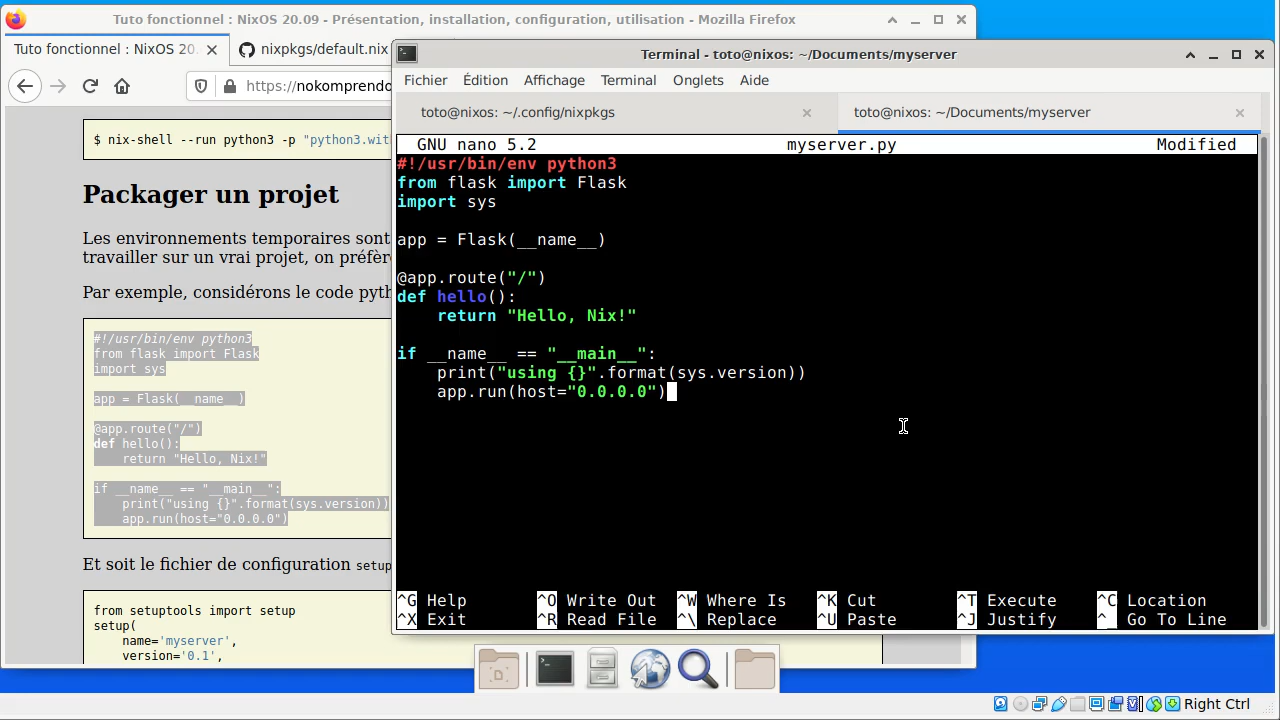 Tuto fonctionnel : NixOS 20.09 - Présentation, installation, configuration, utilisation - Mozilla Firefox
Tuto fonctionnel : NixOS 20.
nixpkgs/default.nix
https://nokomprendo
$ nix-shell --run python3 -p "python3.wit
Packager un projet
Les environnements temporaires sont
travailler sur un vrai projet, on préfèr
Par exemple, considérons le code pyth
#!/usr/bin/env python3
from flask import Flask
import sys
app = Flask(__name__)
@app.route("/")
def hello():
    return "Hello, Nix!"
if __name__ == "__main__":
    print("using {}".format(sys.version))
    app.run(host="0.0.0.0")
Et soit le fichier de configuration setup
from setuptools import setup
setup(
    name='myserver',
    version='0.1',
Terminal - toto@nixos: ~/Documents/myserver
Fichier Édition Affichage Terminal Onglets Aide
toto@nixos: ~/.config/nixpkgs
toto@nixos: ~/Documents/myserver
GNU nano 5.2 myserver.py Modified
#!/usr/bin/env python3
from flask import Flask
import sys
app = Flask(__name__)
@app.route("/")
def hello():
    return "Hello, Nix!"
if __name__ == "__main__":
    print("using {}".format(sys.version))
    app.run(host="0.0.0.0")
^G Help ^O Write Out ^W Where Is ^K Cut ^T Execute ^C Location
^X Exit ^R Read File ^\ Replace ^U Paste ^J Justify ^_ Go To Line
Right Ctrl